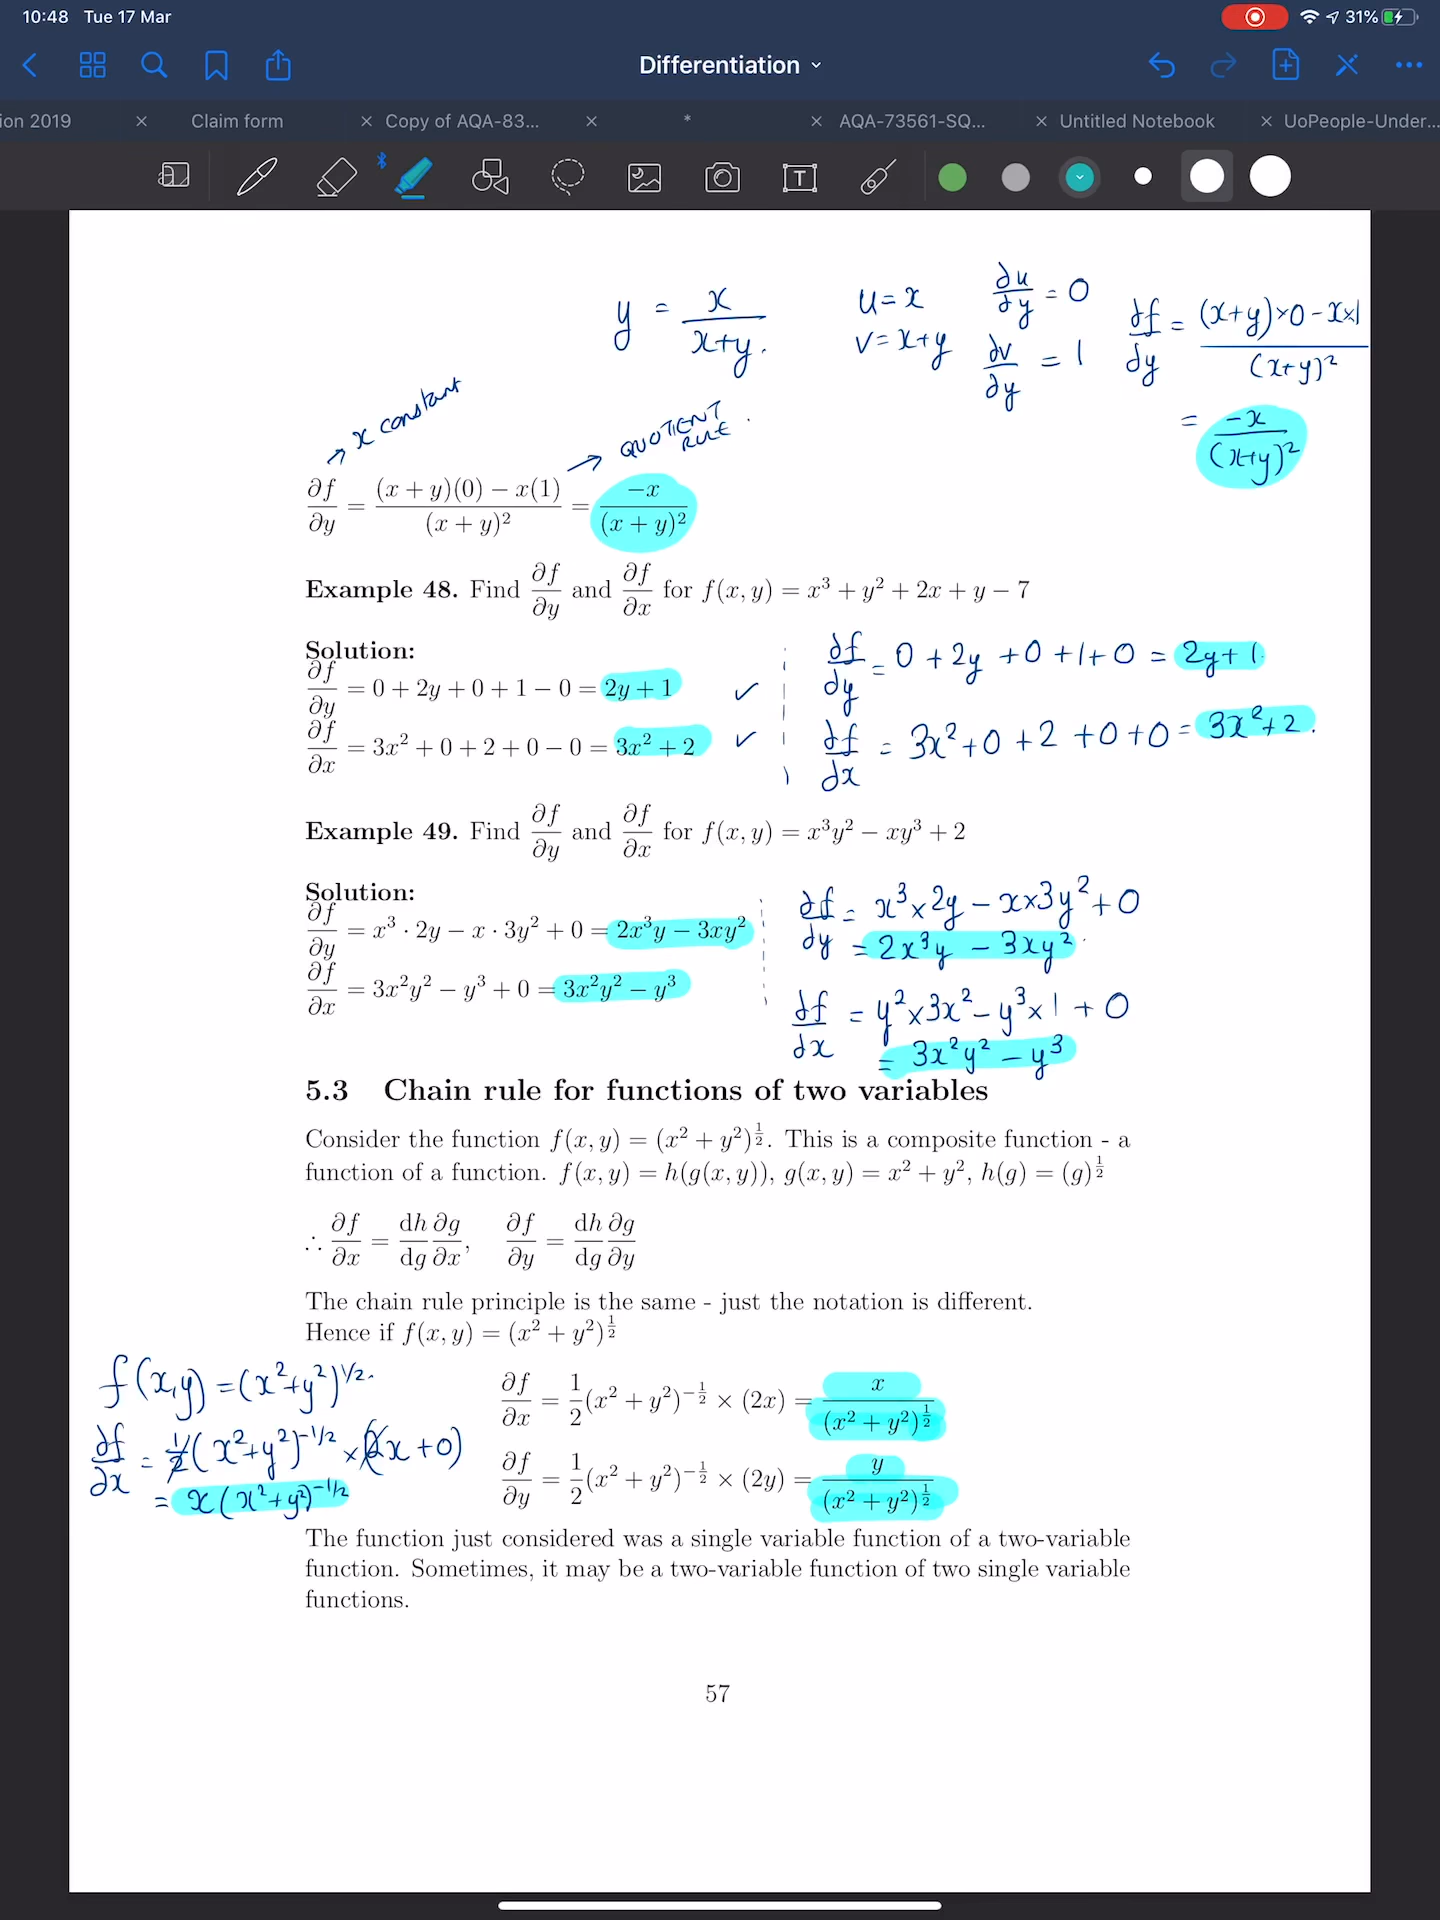 10:48 Tue 17 Mar
31%
Differentiation
ion 2019 × Claim form × Copy of AQA-83... × * × AQA-73561-SQ... × Untitled Notebook × UoPeople-Under...
T
y = x/(x+y).
u=x ∂u/∂y = 0
v=x+y ∂v/∂y = 1
∂f/∂y = ((x+y)×0 - x×1)/(x+y)²
= -x/(x+y)²
→ x constant
→ QUOTIENT RULE.
∂f/∂y = ((x + y)(0) − x(1))/(x + y)² = −x/(x + y)²
Example 48. Find ∂f/∂y and ∂f/∂x for f(x, y) = x³ + y² + 2x + y − 7
Solution:
∂f/∂y = 0 + 2y + 0 + 1 − 0 = 2y + 1 ✓
∂f/∂x = 3x² + 0 + 2 + 0 − 0 = 3x² + 2 ✓
∂f/∂y = 0 + 2y + 0 + 1 + 0 = 2y + 1.
∂f/∂x = 3x² + 0 + 2 + 0 + 0 = 3x² + 2.
Example 49. Find ∂f/∂y and ∂f/∂x for f(x, y) = x³y² − xy³ + 2
Solution:
∂f/∂y = x³ · 2y − x · 3y² + 0 = 2x³y − 3xy²
∂f/∂x = 3x²y² − y³ + 0 = 3x²y² − y³
∂f/∂y = x³×2y − x×3y² + 0
= 2x³y − 3xy².
∂f/∂x = y²×3x² − y³×1 + 0
= 3x²y² − y³
5.3 Chain rule for functions of two variables
Consider the function f(x, y) = (x² + y²)^½. This is a composite function - a
function of a function. f(x, y) = h(g(x, y)), g(x, y) = x² + y², h(g) = (g)^½
∴ ∂f/∂x = dh/dg ∂g/∂x, ∂f/∂y = dh/dg ∂g/∂y
The chain rule principle is the same - just the notation is different.
Hence if f(x, y) = (x² + y²)^½
f(x,y) = (x²+y²)^1/2.
∂f/∂x = 1/2(x²+y²)^-1/2 × (2x + 0)
= x(x²+y²)^-1/2
∂f/∂x = 1/2(x² + y²)^−½ × (2x) = x/(x² + y²)^½
∂f/∂y = 1/2(x² + y²)^−½ × (2y) = y/(x² + y²)^½
The function just considered was a single variable function of a two-variable
function. Sometimes, it may be a two-variable function of two single variable
functions.
57